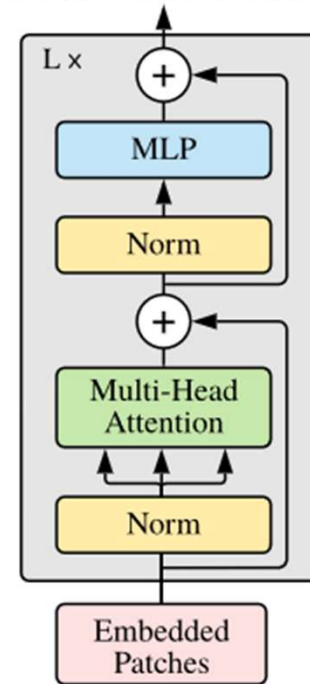 L ×
+
MLP
Norm
+
Multi-Head
Attention
Norm
Embedded
Patches